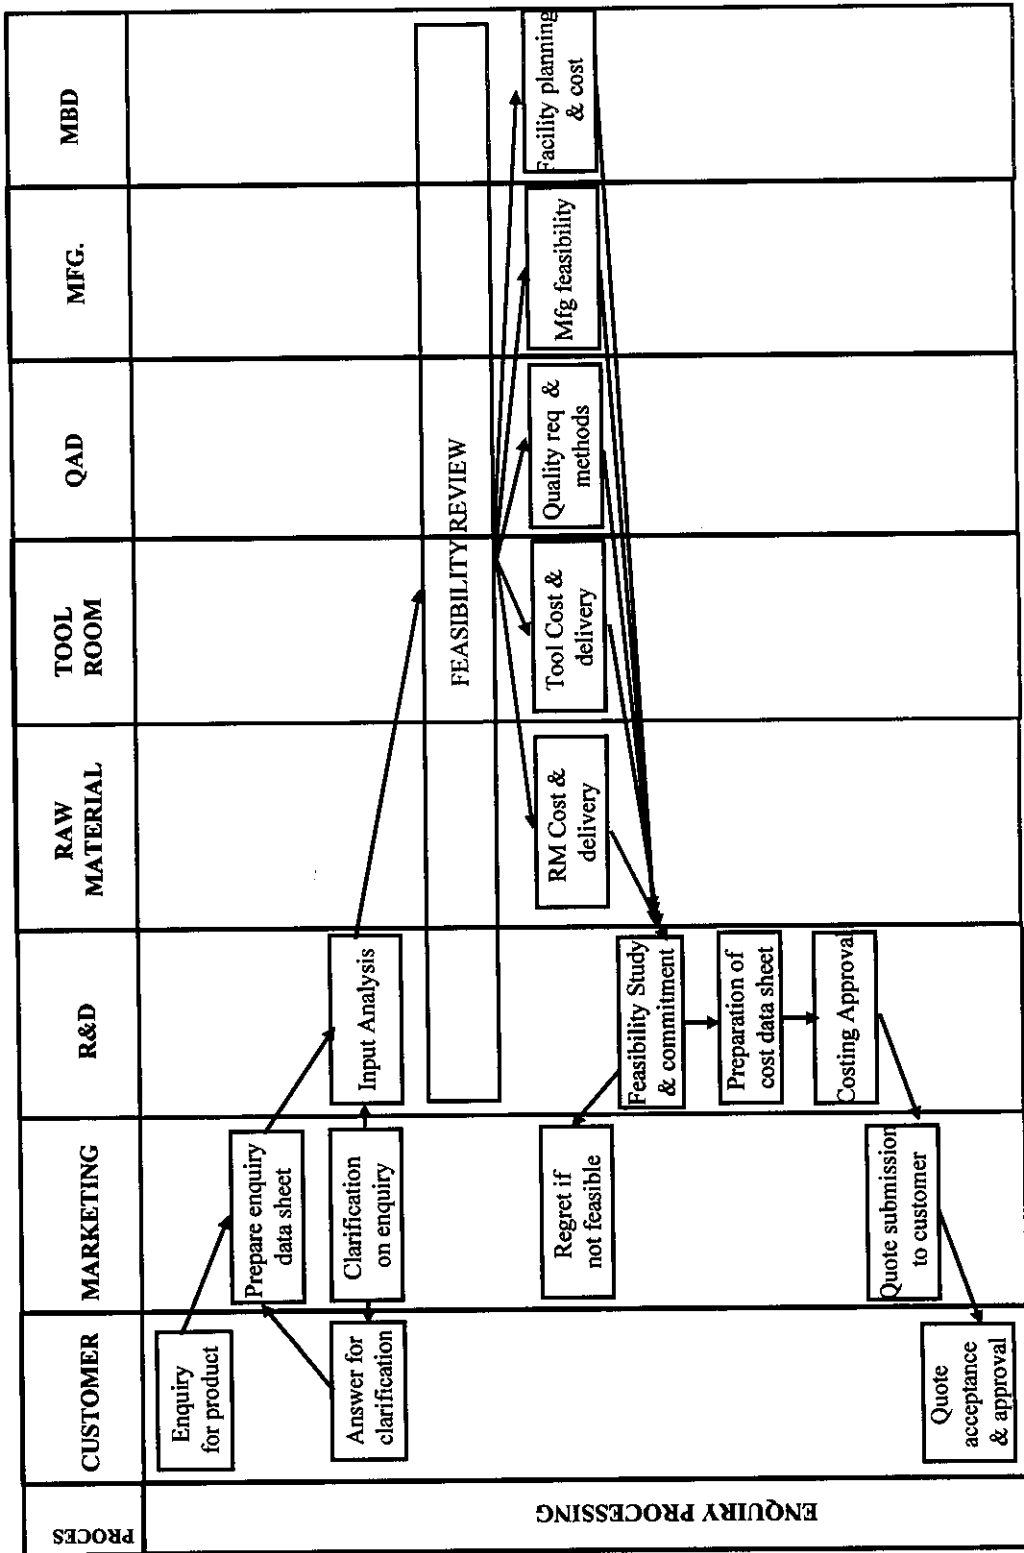 PROCES
CUSTOMER
MARKETING
R&D
RAW
MATERIAL
TOOL
ROOM
QAD
MFG.
MBD
ENQUIRY PROCESSING
Enquiry
for product
Prepare enquiry
data sheet
Answer for
clarification
Clarification
on enquiry
Input Analysis
FEASIBILITY REVIEW
RM Cost &
delivery
Tool Cost &
delivery
Quality req &
methods
Mfg feasibility
Facility planning
& cost
Regret if
not feasible
Feasibility Study
& commitment
Preparation of
cost data sheet
Costing Approval
Quote submission
to customer
Quote
acceptance
& approval